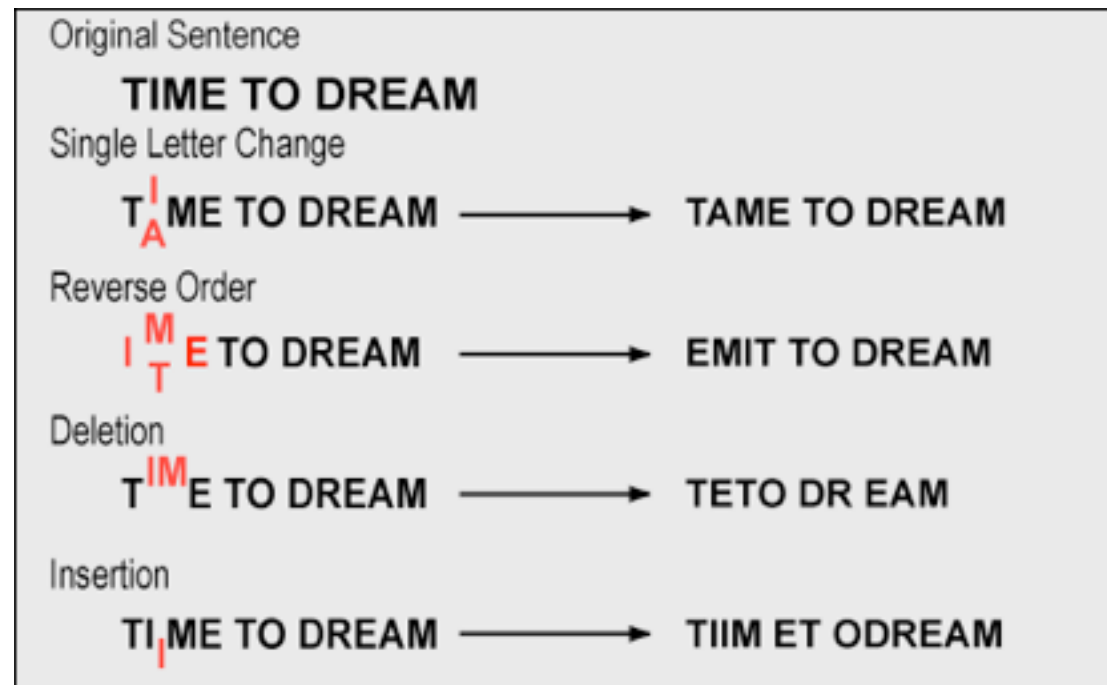 Original Sentence
TIME TO DREAM
Single Letter Change
TIAME TO DREAM TAME TO DREAM
Reverse Order
IMTE TO DREAM EMIT TO DREAM
Deletion
TIME TO DREAM TETO DR EAM
Insertion
TIIME TO DREAM TIIM ET ODREAM